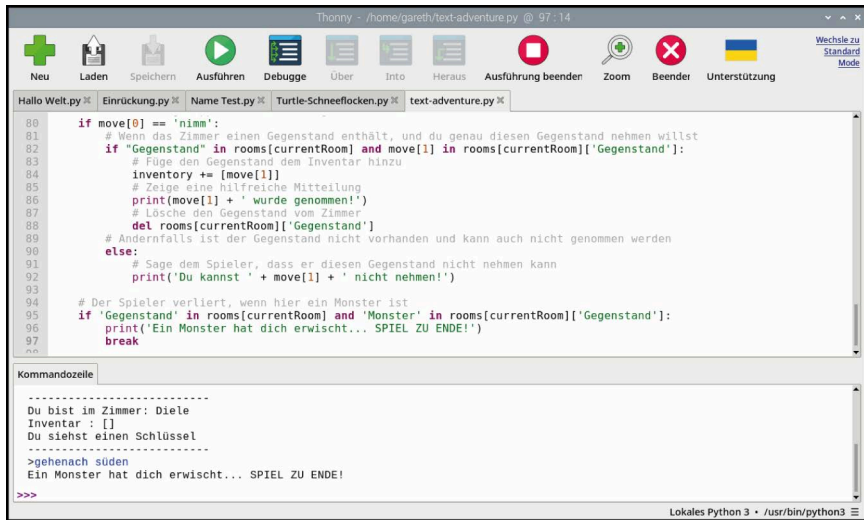 Thonny - /home/gareth/text-adventure.py @ 97:14
Neu Laden Speichern Ausführen Debugge Über Into Heraus Ausführung beenden Zoom Beenden Unterstützung
Wechsle zu
Standard
Mode
Hallo Welt.py Einrückung.py Name Test.py Turtle-Schneeflocken.py text-adventure.py
80 if move[0] == 'nimm':
81 # Wenn das Zimmer einen Gegenstand enthält, und du genau diesen Gegenstand nehmen willst
82 if "Gegenstand" in rooms[currentRoom] and move[1] in rooms[currentRoom]['Gegenstand']:
83 # Füge den Gegenstand dem Inventar hinzu
84 inventory += [move[1]]
85 # Zeige eine hilfreiche Mitteilung
86 print(move[1] + ' wurde genommen!')
87 # Lösche den Gegenstand vom Zimmer
88 del rooms[currentRoom]['Gegenstand']
89 # Andernfalls ist der Gegenstand nicht vorhanden und kann auch nicht genommen werden
90 else:
91 # Sage dem Spieler, dass er diesen Gegenstand nicht nehmen kann
92 print('Du kannst ' + move[1] + ' nicht nehmen!')
93
94 # Der Spieler verliert, wenn hier ein Monster ist
95 if 'Gegenstand' in rooms[currentRoom] and 'Monster' in rooms[currentRoom]['Gegenstand']:
96 print('Ein Monster hat dich erwischt... SPIEL ZU ENDE!')
97 break
Kommandozeile
---------------------------
Du bist im Zimmer: Diele
Inventar : []
Du siehst einen Schlüssel
---------------------------
>gehenach süden
Ein Monster hat dich erwischt... SPIEL ZU ENDE!
>>>
Lokales Python 3 • /usr/bin/python3 ☰